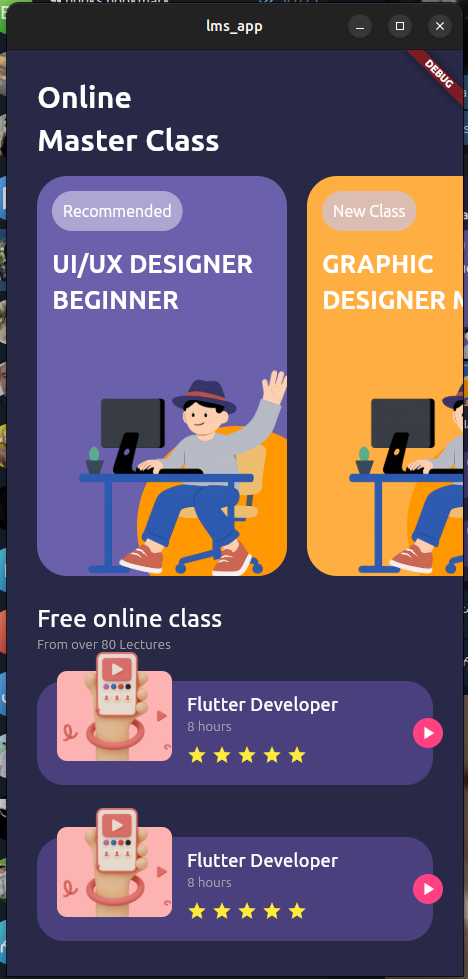 lms_app
DEBUG
Online
Master Class
Recommended
UI/UX DESIGNER
BEGINNER
New Class
GRAPHIC
DESIGNER M
Free online class
From over 80 Lectures
Flutter Developer
8 hours
Flutter Developer
8 hours